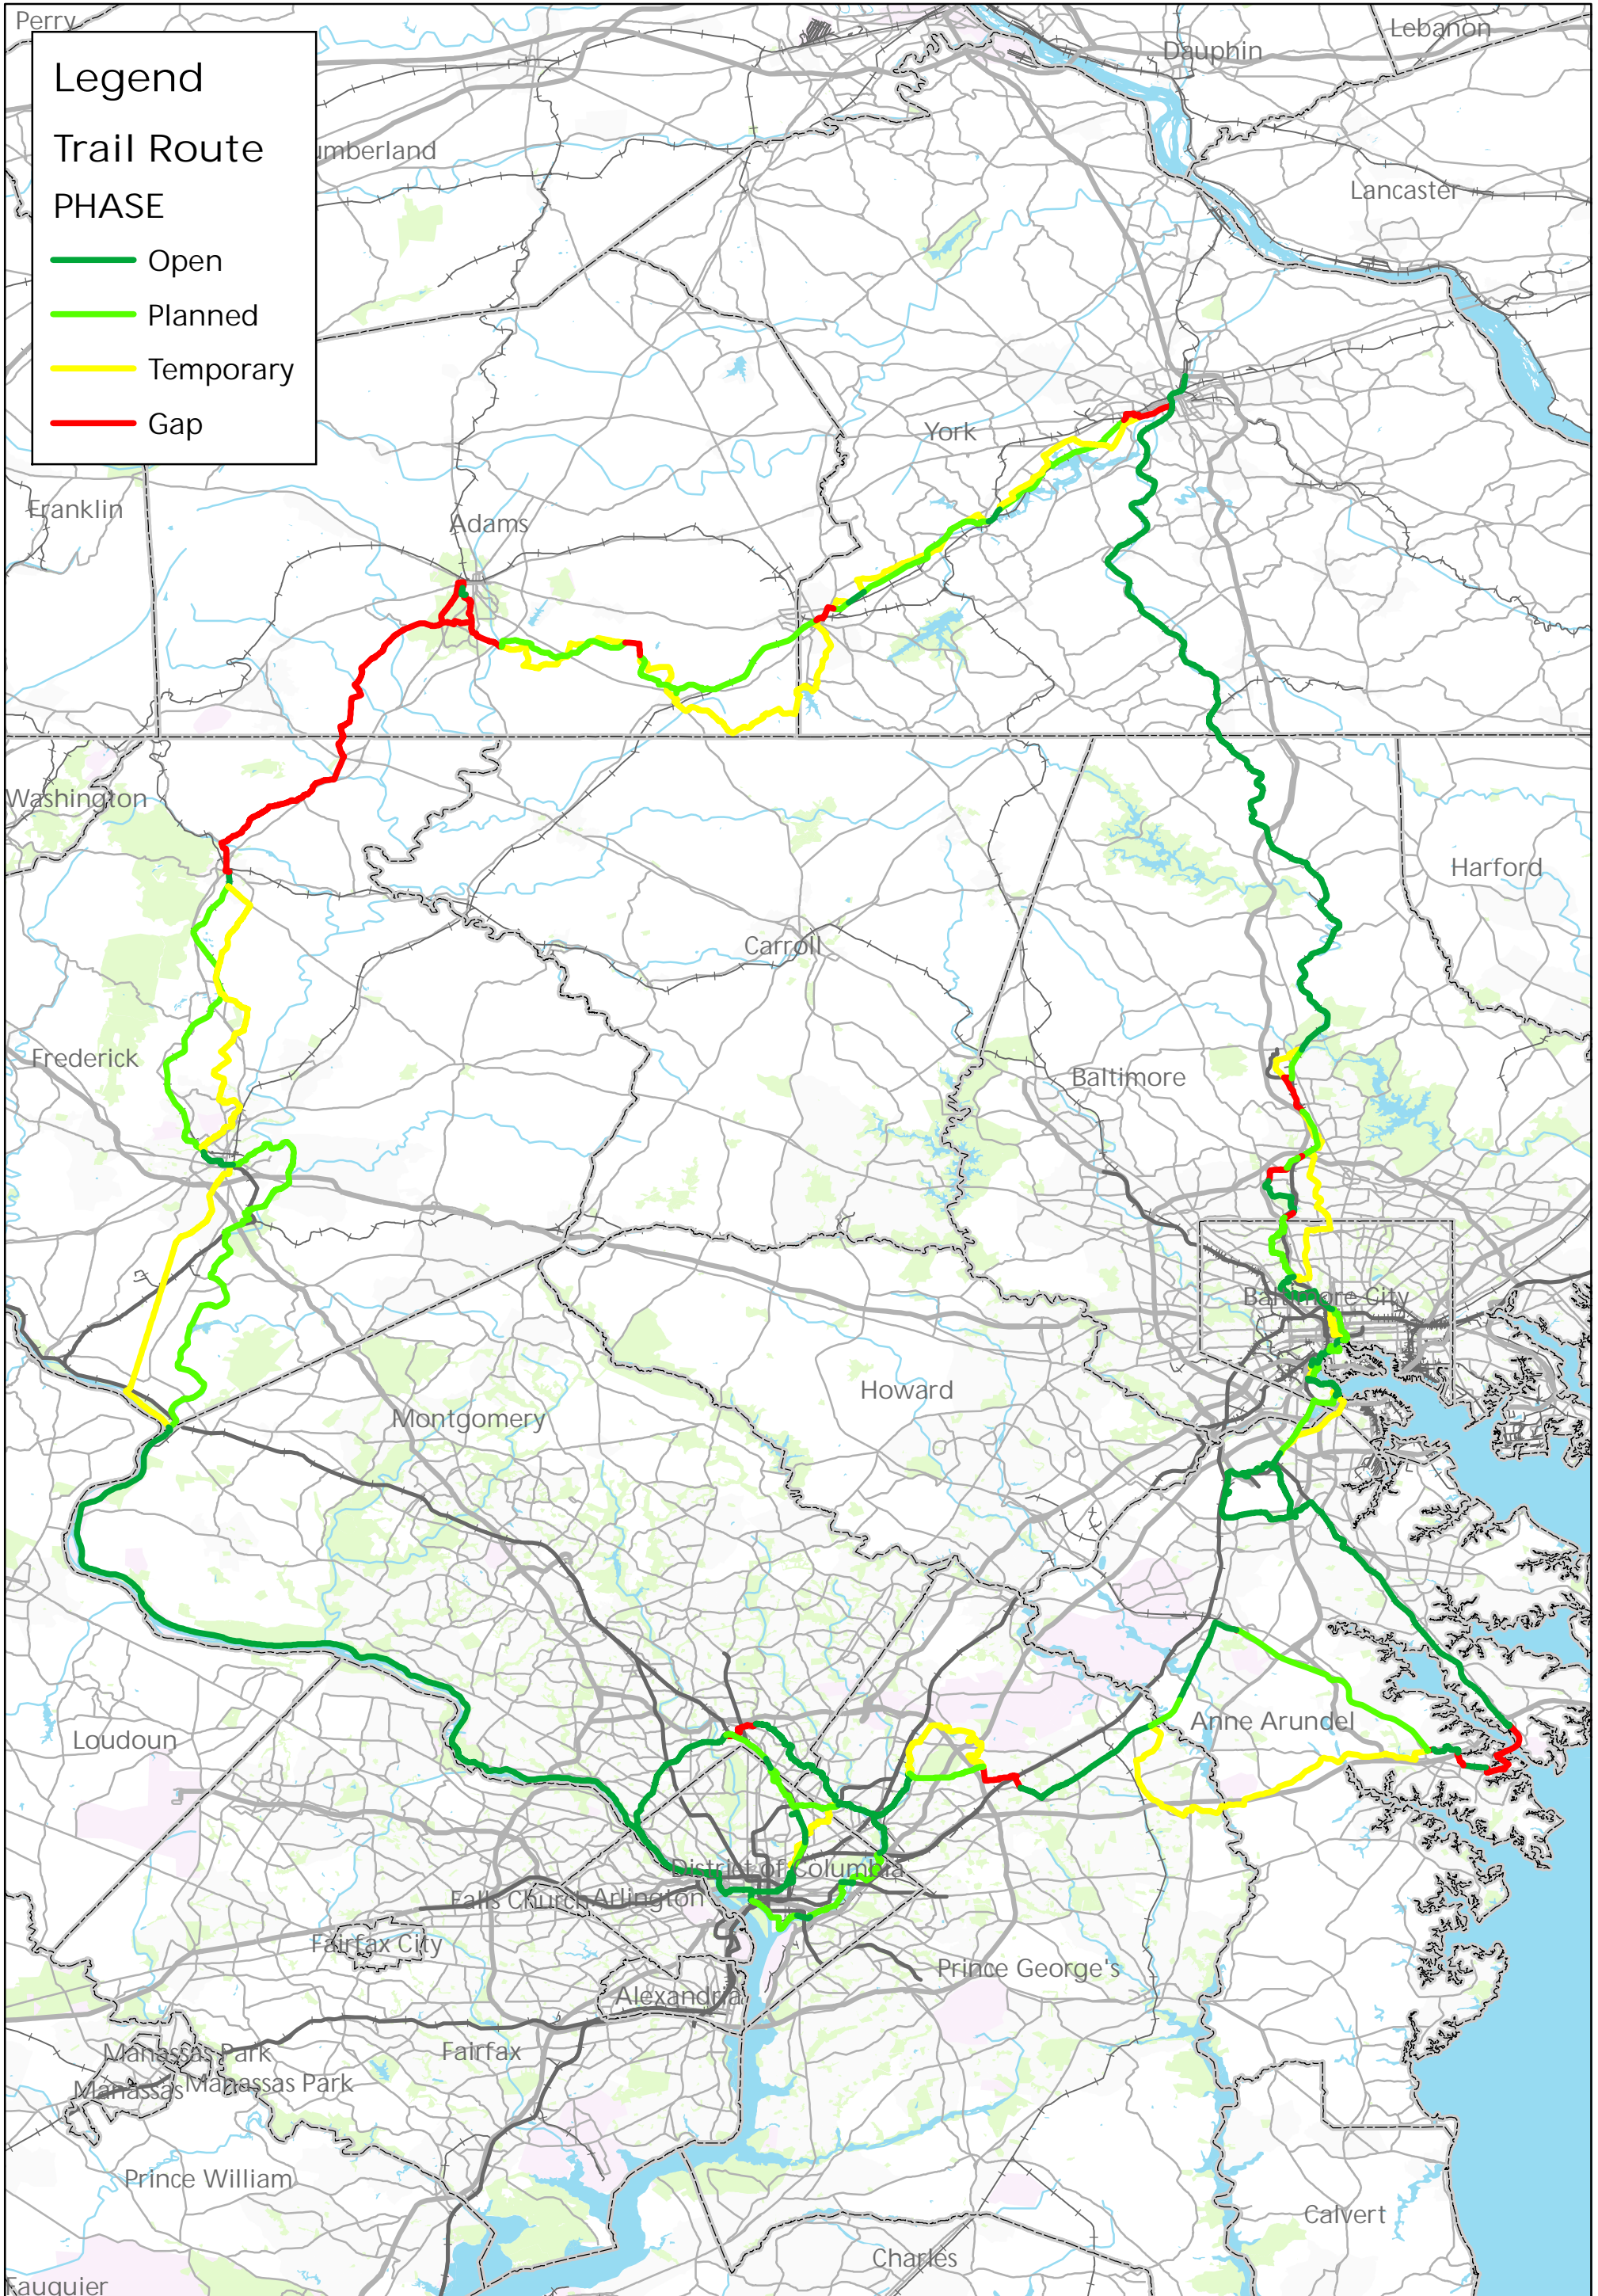 Perry
Lebanon
Dauphin
Legend
Trail Route
PHASE
Open
Planned
Temporary
Gap
umberland
Lancaster
York
Franklin
Adams
Washington
Harford
Carroll
Frederick
Baltimore
Baltimore City
Howard
Montgomery
Loudoun
Anne Arundel
District of Columbia
Falls Church
Arlington
Fairfax City
Prince George's
Alexandria
Manassas Park
Fairfax
Manassas
Manassas Park
Prince William
Calvert
Charles
Fauquier